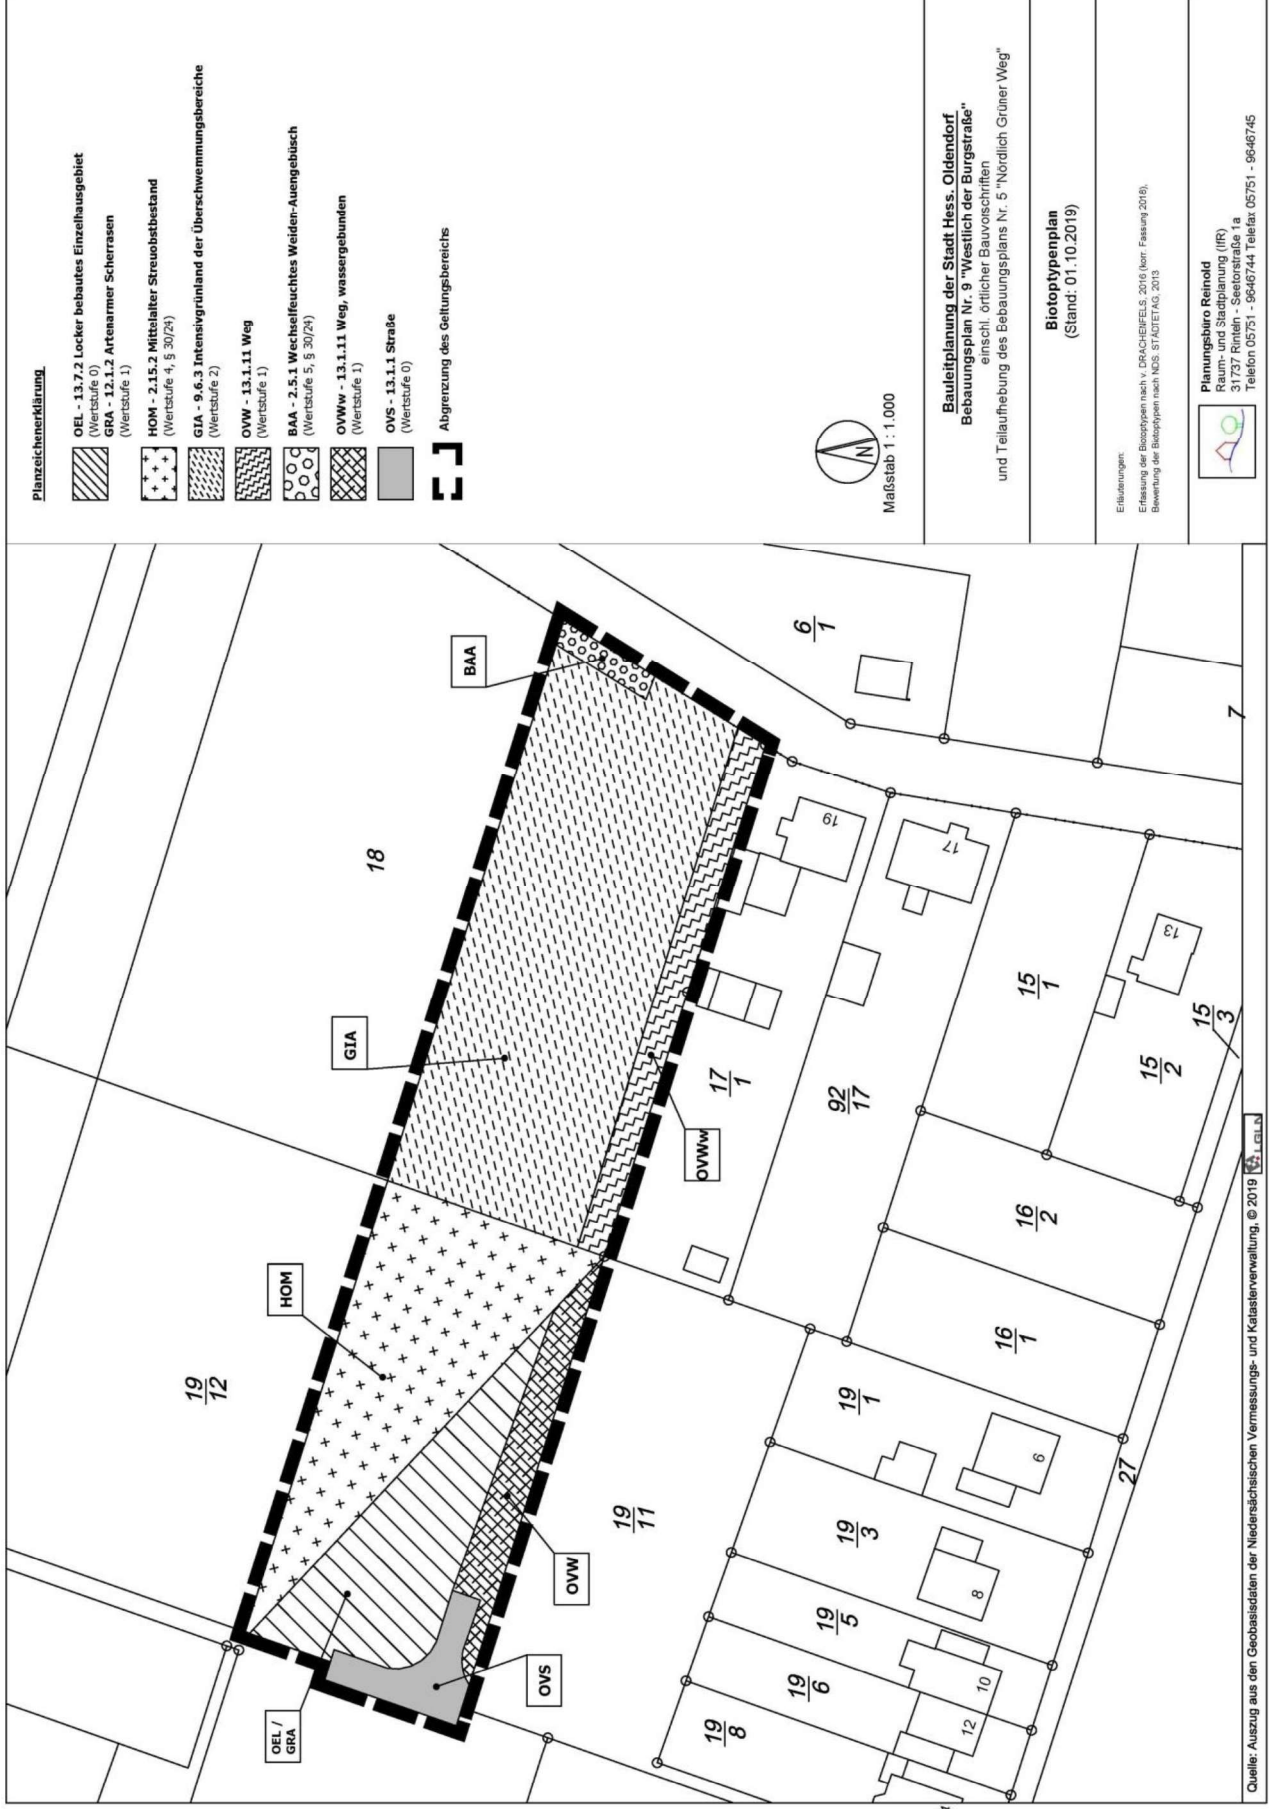 Planzeichenerklärung
OEL - 13.7.2 Locker bebautes Einzelhausgebiet
(Wertstufe 0)
GRA - 12.1.2 Artenarmer Scherrasen
(Wertstufe 1)
HOM - 2.15.2 Mittelalter Streuobstbestand
(Wertstufe 4, § 30/24)
GIA - 9.6.3 Intensivgrünland der Überschwemmungsbereiche
(Wertstufe 2)
OVW - 13.1.11 Weg
(Wertstufe 1)
BAA - 2.5.1 Wechselfeuchtes Weiden-Auengebüsch
(Wertstufe 5, § 30/24)
OVWw - 13.1.11 Weg, wassergebunden
(Wertstufe 1)
OVS - 13.1.1 Straße
(Wertstufe 0)
Abgrenzung des Geltungsbereichs
N
Maßstab 1 : 1.000
Bauleitplanung der Stadt Hess. Oldendorf
Bebauungsplan Nr. 9 "Westlich der Burgstraße"
einschl. örtlicher Bauvorschriften
und Teilaufhebung des Bebauungsplans Nr. 5 "Nördlich Grüner Weg"
Biotoptypenplan
(Stand: 01.10.2019)
Erläuterungen:
Erfassung der Biotoptypen nach v. DRACHENFELS, 2016 (korr. Fassung 2018),
Bewertung der Biotoptypen nach NDS. STÄDTETAG, 2013
Planungsbüro Reinold
Raum- und Stadtplanung (IfR)
31737 Rinteln - Seetorstraße 1a
Telefon 05751 - 9646744 Telefax 05751 - 9646745
19
12
18
HOM
GIA
BAA
OEL /
GRA
OVS
OVW
OVWw
6
1
7
19
17
13
17
1
92
17
15
1
15
2
15
3
16
2
16
1
19
11
19
1
19
3
19
5
19
6
19
8
6
8
10
12
27
Quelle: Auszug aus den Geobasisdaten der Niedersächsischen Vermessungs- und Katasterverwaltung, © 2019
LGLN